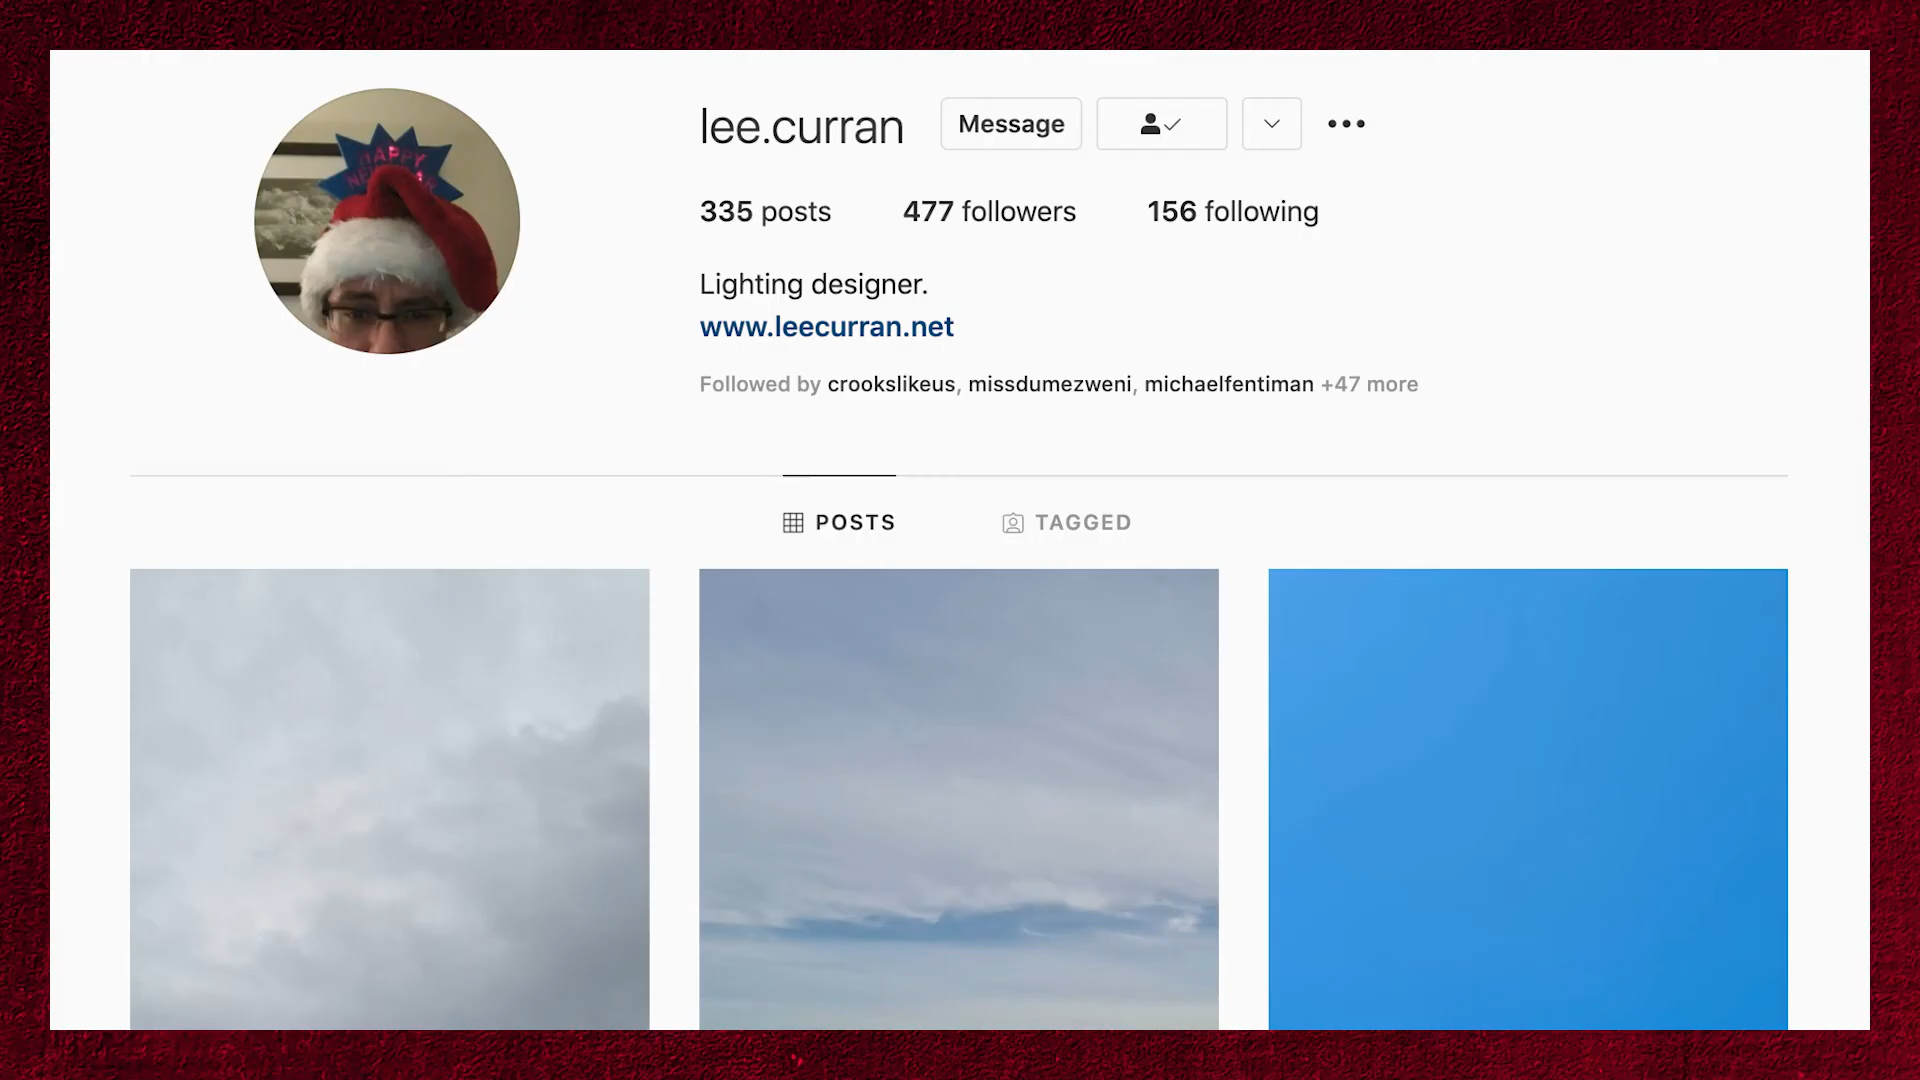 HAPPY
lee.curran
Message
335 posts 477 followers 156 following
Lighting designer.
www.leecurran.net
Followed by crookslikeus, missdumezweni, michaelfentiman +47 more
POSTS TAGGED